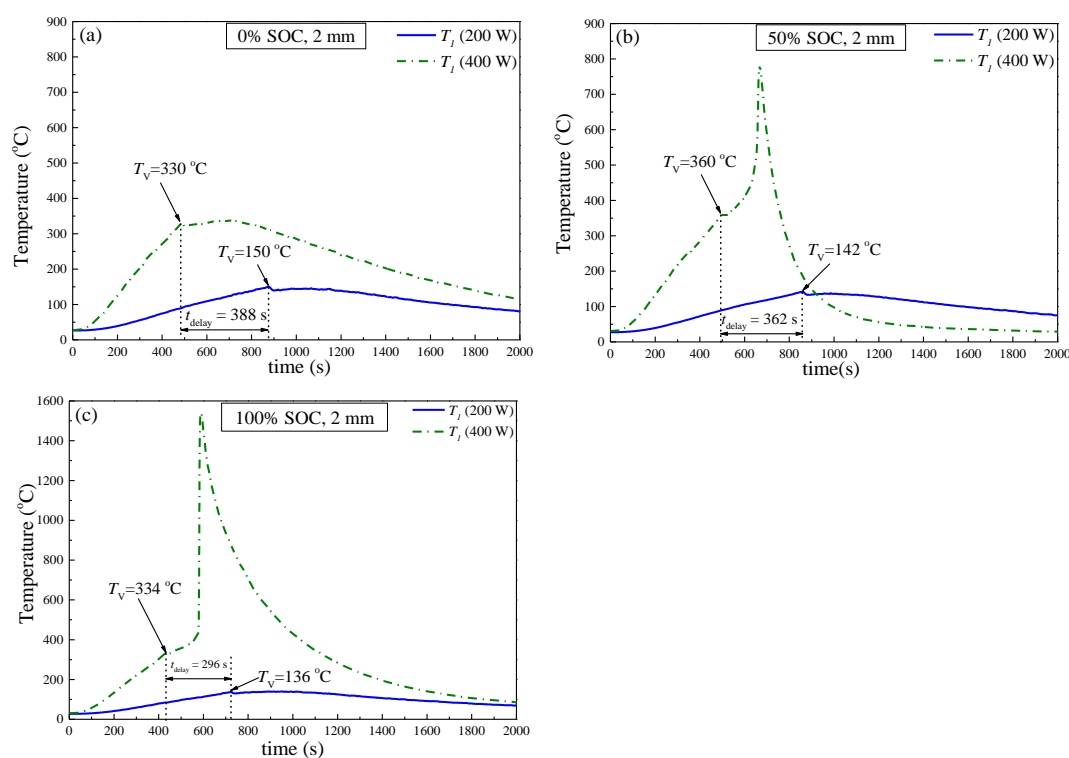 (a)
0% SOC, 2 mm
T1 (200 W)
T1 (400 W)
TV=330 °C
TV=150 °C
tdelay = 388 s
Temperature (°C)
900
800
700
600
500
400
300
200
100
0
0 200 400 600 800 1000 1200 1400 1600 1800 2000
time (s)
(b)
50% SOC, 2 mm
T1 (200 W)
T1 (400 W)
TV=360 °C
TV=142 °C
tdelay = 362 s
Temperature (°C)
900
800
700
600
500
400
300
200
100
0
0 200 400 600 800 1000 1200 1400 1600 1800 2000
time(s)
(c)
100% SOC, 2 mm
T1 (200 W)
T1 (400 W)
TV=334 °C
tdelay = 296 s
TV=136 °C
Temperature (°C)
1600
1400
1200
1000
800
600
400
200
0
0 200 400 600 800 1000 1200 1400 1600 1800 2000
time (s)